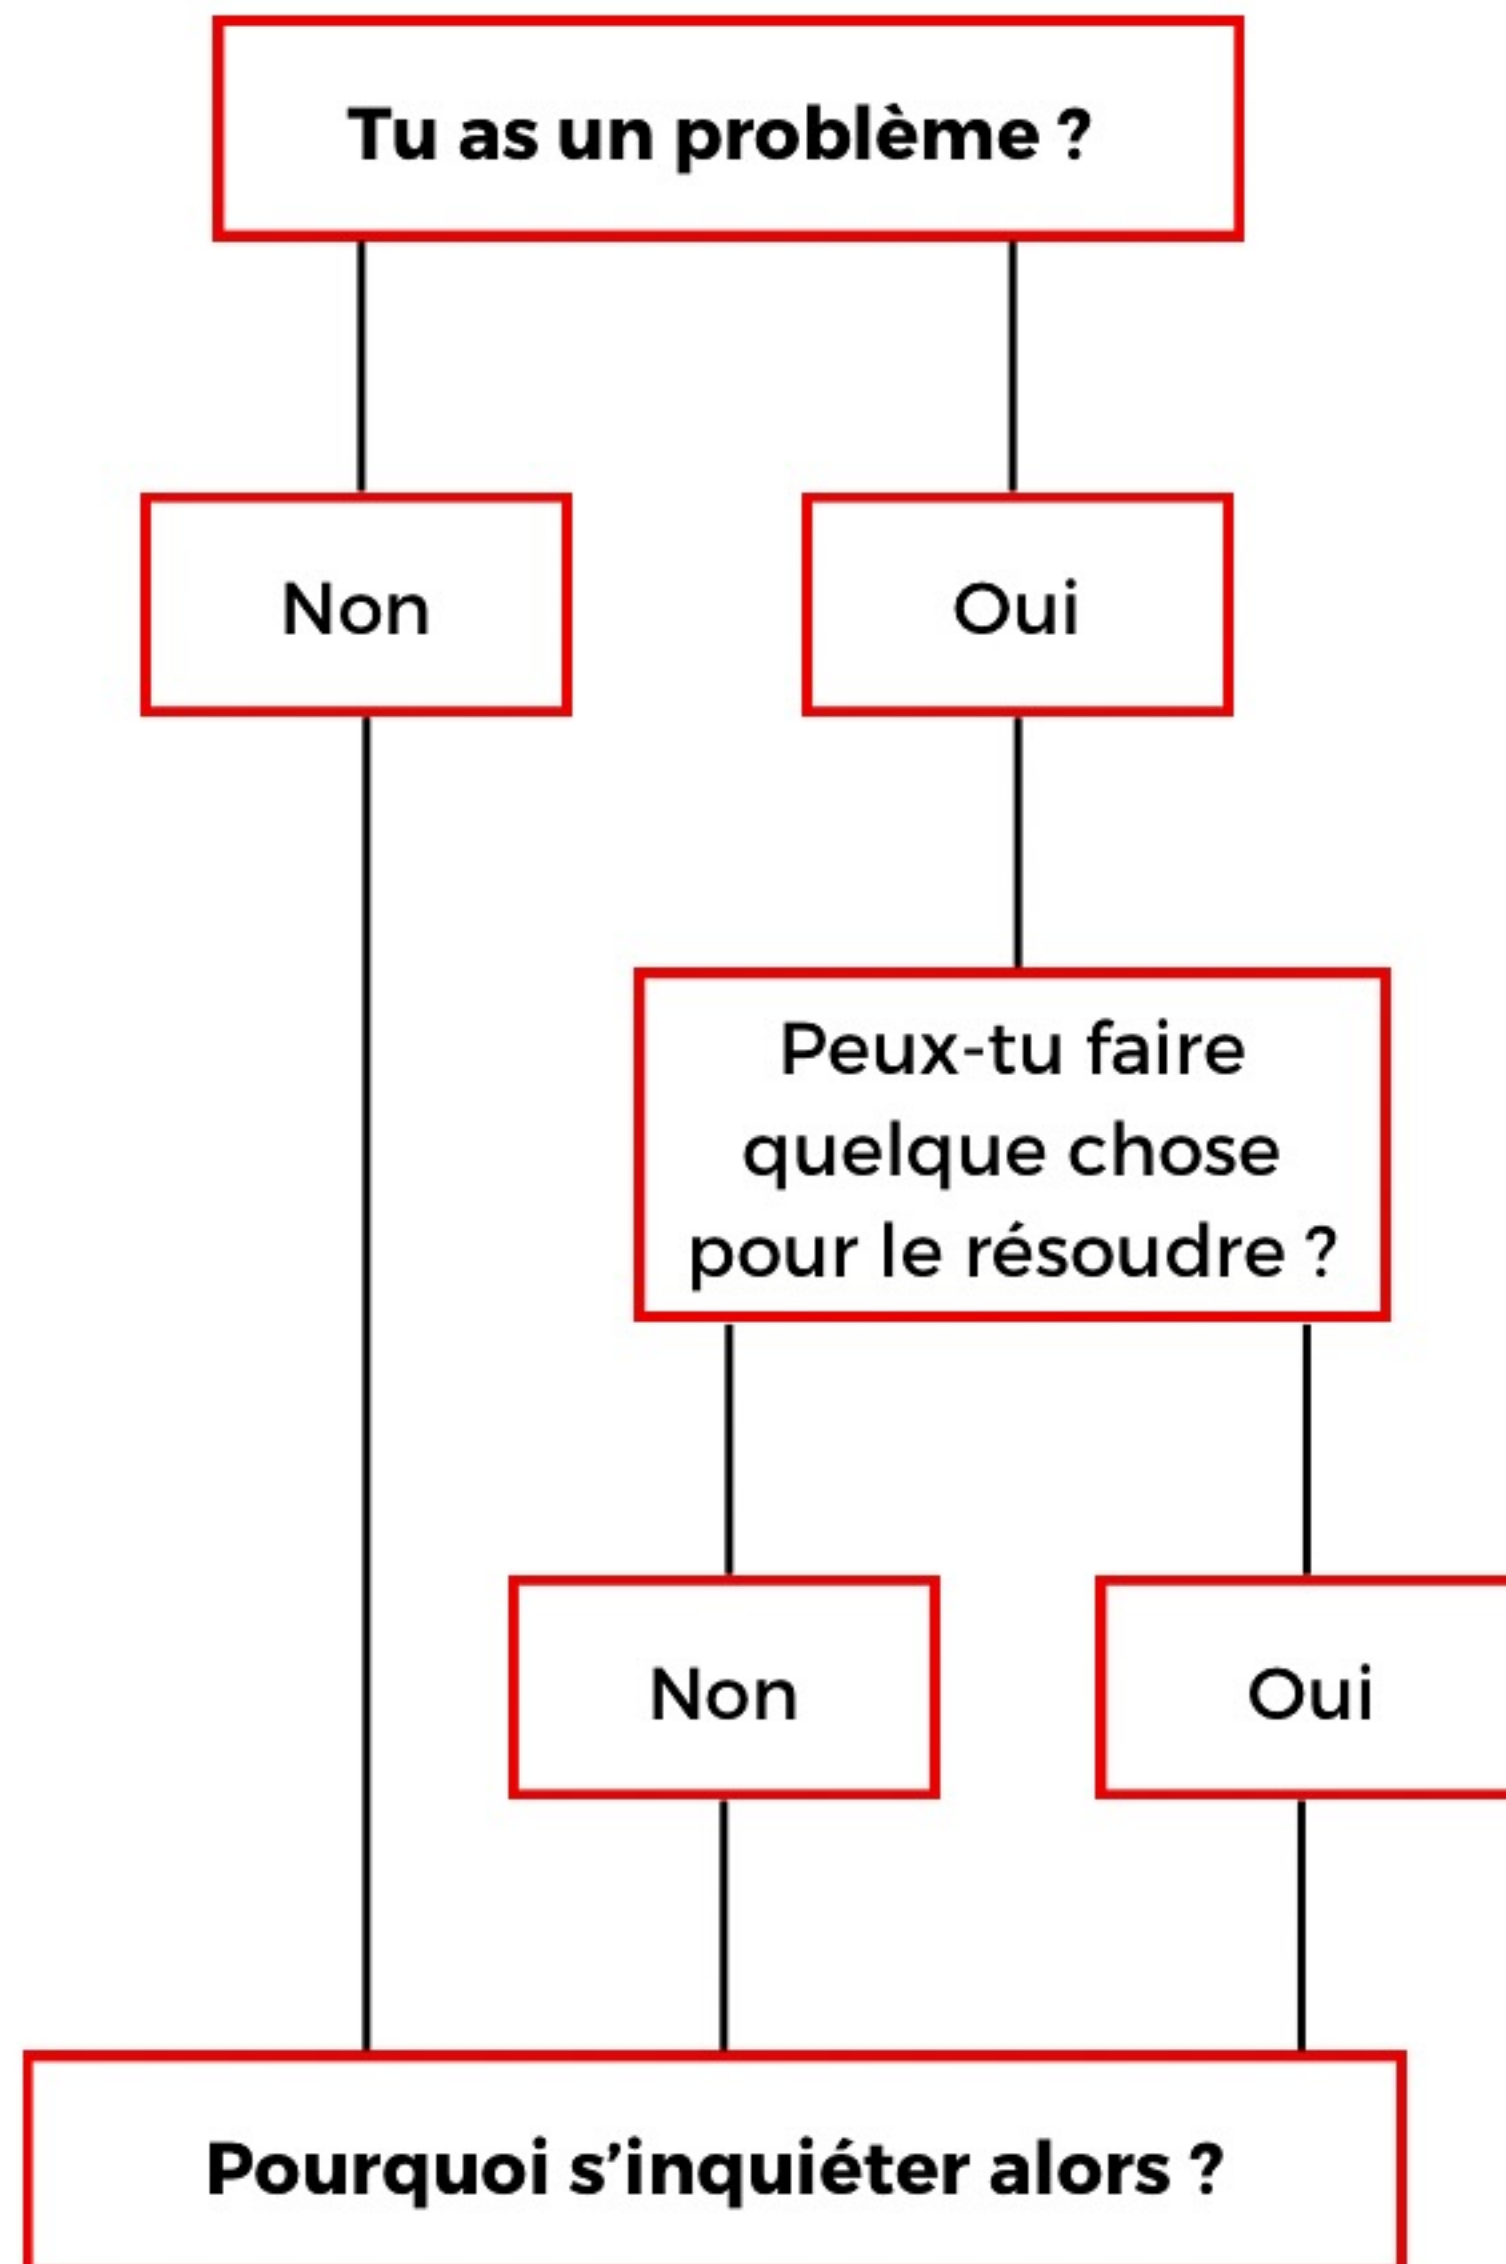 Tu as un problème ?
Non
Oui
Peux-tu faire
quelque chose
pour le résoudre ?
Non
Oui
Pourquoi s’inquiéter alors ?